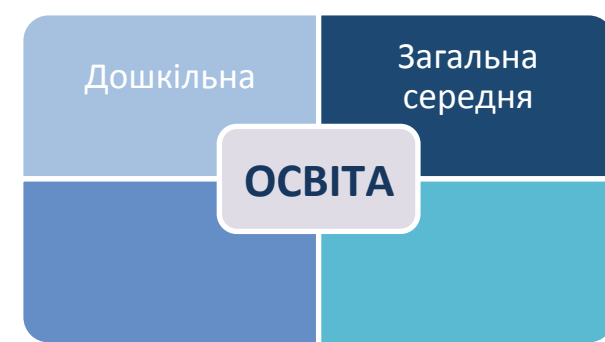 Дошкільна
Загальна
середня
ОСВІТА